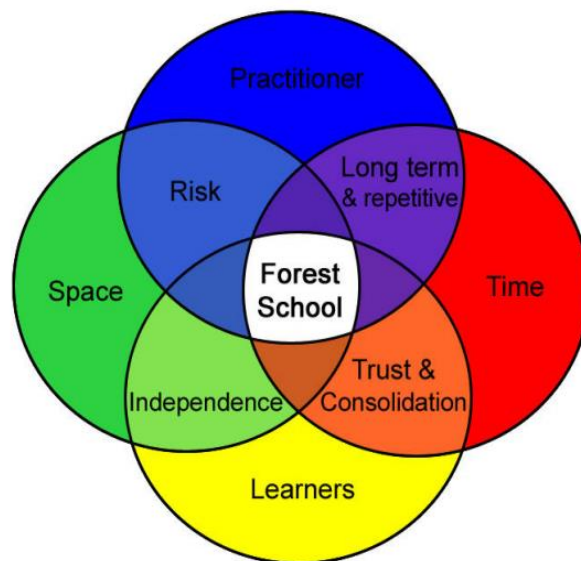 Practitioner
Risk
Long term
& repetitive
Space
Forest
School
Time
Independence
Trust &
Consolidation
Learners